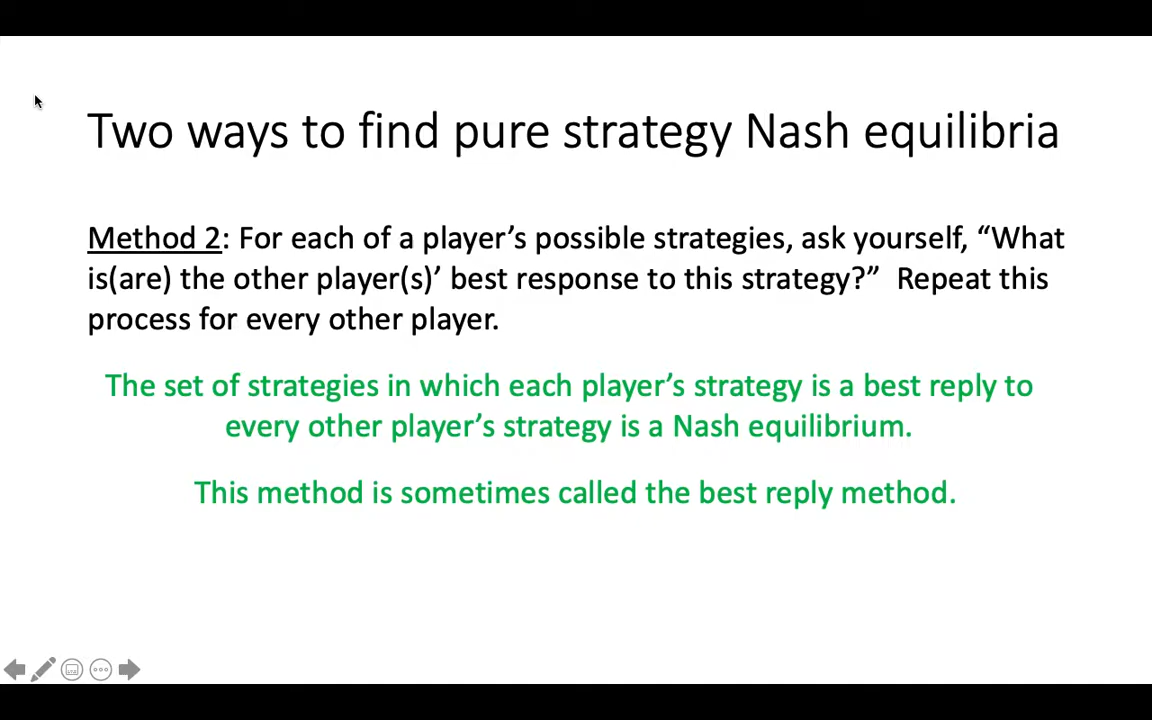 Two ways to find pure strategy Nash equilibria
Method 2: For each of a player’s possible strategies, ask yourself, “What
is(are) the other player(s)’ best response to this strategy?”  Repeat this
process for every other player.
The set of strategies in which each player’s strategy is a best reply to
every other player’s strategy is a Nash equilibrium.
This method is sometimes called the best reply method.